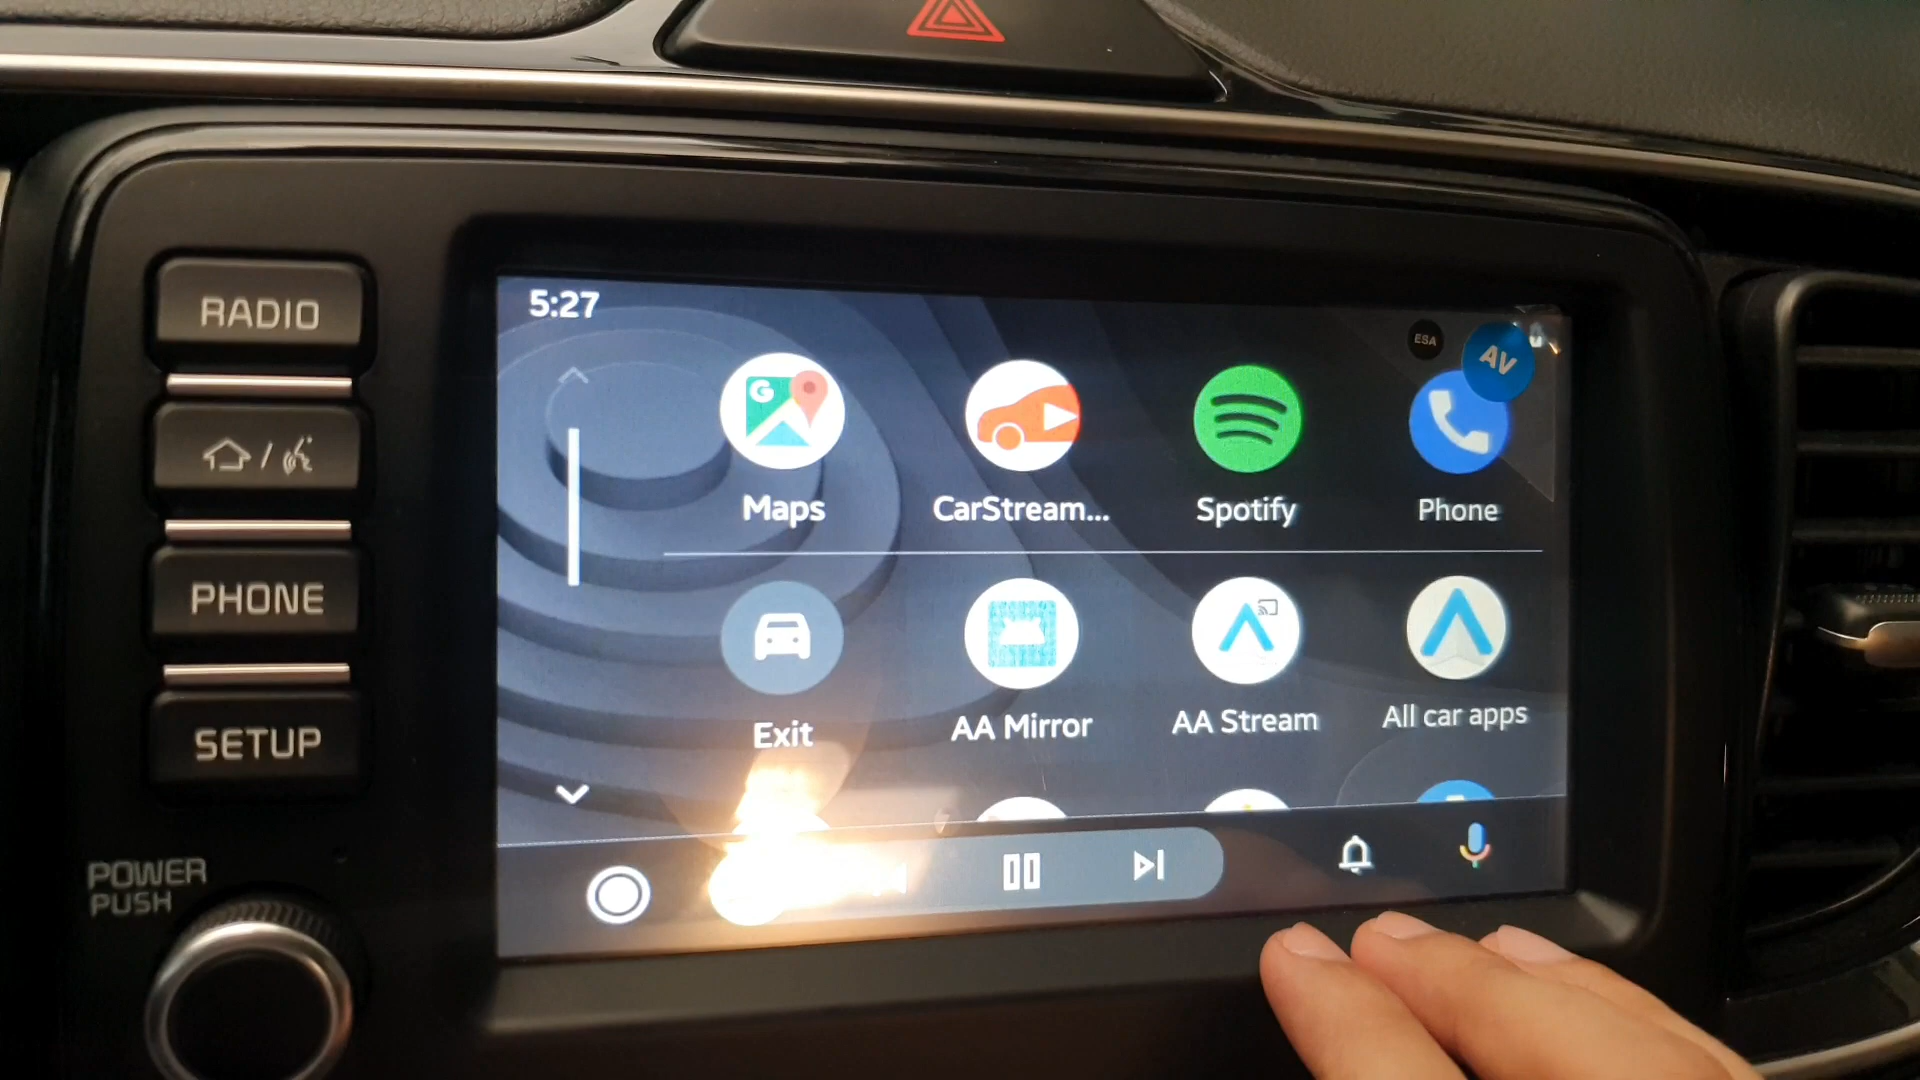 RADIO
PHONE
SETUP
POWER
PUSH
5:27
ESA
AV
G
Maps
CarStream...
Spotify
Phone
Exit
AA Mirror
AA Stream
All car apps